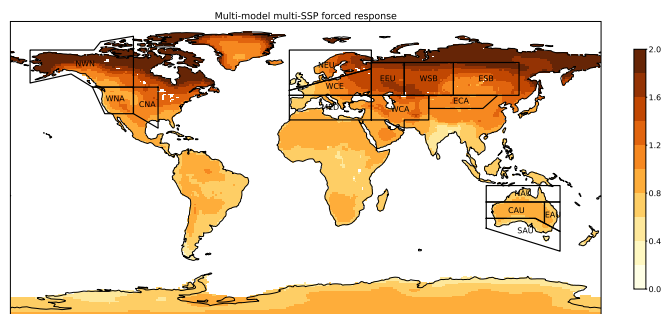 Multi-model multi-SSP forced response
NWN
NEU
EEU
WSB
ESB
WCE
WNA
CNA
WCA
ECA
NAU
CAU
EAU
SAU
2.0
1.6
1.2
0.8
0.4
0.0